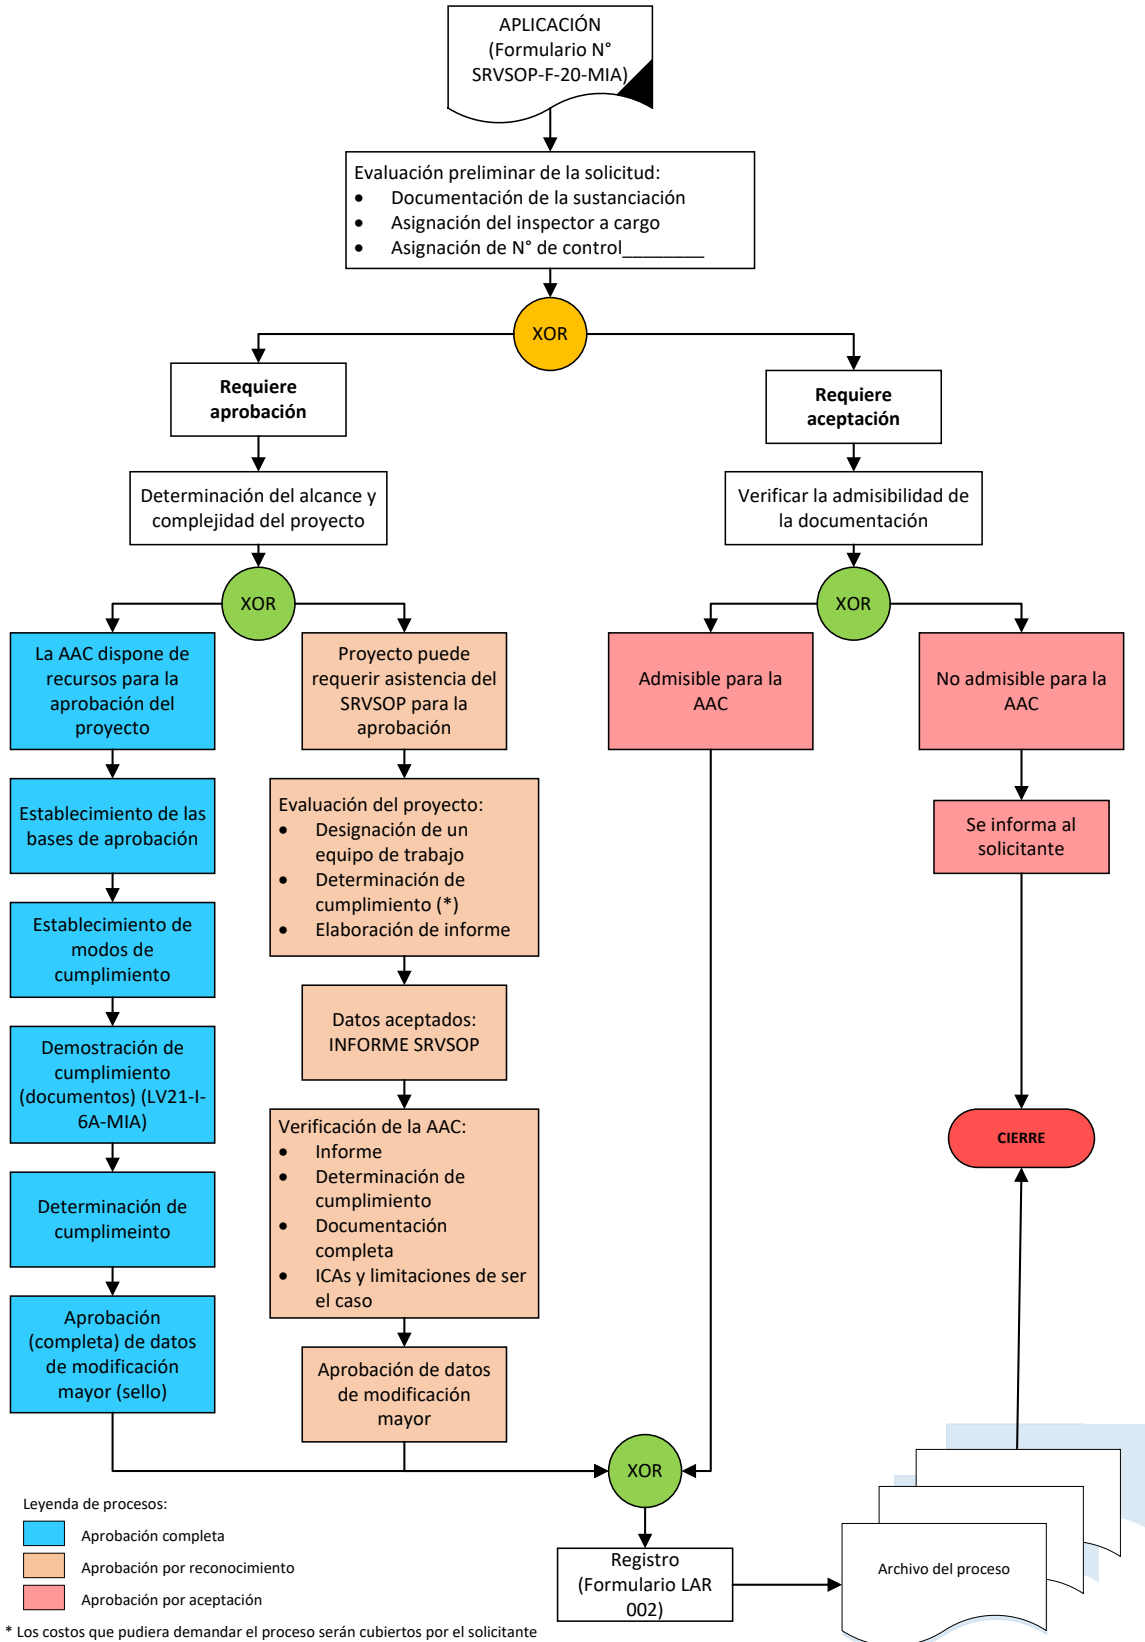 APLICACIÓN
(Formulario N°
SRVSOP-F-20-MIA)
Evaluación preliminar de la solicitud:
• Documentación de la sustanciación
• Asignación del inspector a cargo
• Asignación de N° de control________
XOR
Requiere
aprobación
Requiere
aceptación
Determinación del alcance y
complejidad del proyecto
Verificar la admisibilidad de
la documentación
XOR
XOR
La AAC dispone de
recursos para la
aprobación del
proyecto
Proyecto puede
requerir asistencia del
SRVSOP para la
aprobación
Admisible para la
AAC
No admisible para la
AAC
Establecimiento de las
bases de aprobación
Evaluación del proyecto:
• Designación de un
equipo de trabajo
• Determinación de
cumplimiento (*)
• Elaboración de informe
Se informa al
solicitante
Establecimiento de
modos de
cumplimiento
Datos aceptados:
INFORME SRVSOP
Demostración de
cumplimiento
(documentos) (LV21-I-
6A-MIA)
Verificación de la AAC:
• Informe
• Determinación de
cumplimiento
• Documentación
completa
• ICAs y limitaciones de ser
el caso
CIERRE
Determinación de
cumplimeinto
Aprobación
(completa) de datos
de modificación
mayor (sello)
Aprobación de datos
de modificación
mayor
XOR
Leyenda de procesos:
Aprobación completa
Aprobación por reconocimiento
Aprobación por aceptación
Registro
(Formulario LAR
002)
Archivo del proceso
* Los costos que pudiera demandar el proceso serán cubiertos por el solicitante